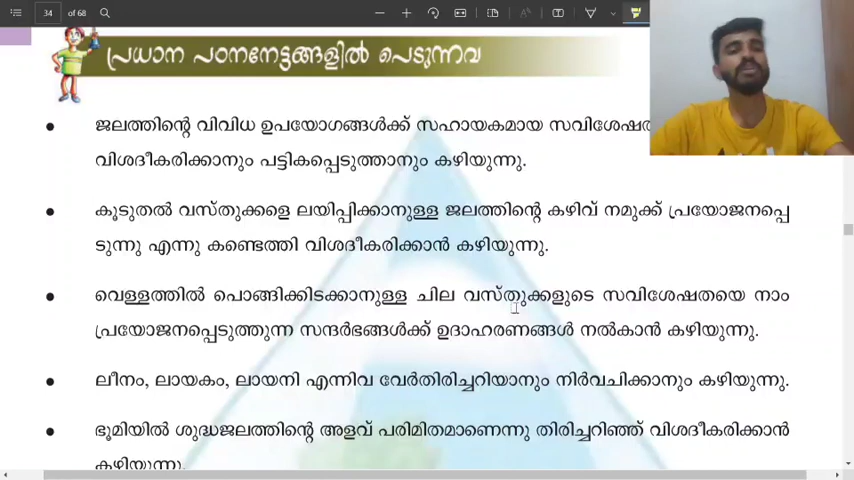 34 of 68
പ്രധാന പഠനനേട്ടങ്ങളിൽ പെടുന്നവ
ജലത്തിന്റെ വിവിധ ഉപയോഗങ്ങൾക്ക് സഹായകമായ
വിശദീകരിക്കാനും പട്ടികപ്പെടുത്താനും കഴിയുന്നു.
കൂടുതൽ വസ്തുക്കളെ ലയിപ്പിക്കാനുള്ള ജലത്തിന്റെ കഴിവ് നമുക്ക് പ്രയോജനപ്പെ
ടുന്നു എന്നു കണ്ടെത്തി വിശദീകരിക്കാൻ കഴിയുന്നു.
വെള്ളത്തിൽ പൊങ്ങിക്കിടക്കാനുള്ള ചില വസ്തുക്കളുടെ സവിശേഷതയെ നാം
പ്രയോജനപ്പെടുത്തുന്ന സന്ദർഭങ്ങൾക്ക് ഉദാഹരണങ്ങൾ നൽകാൻ കഴിയുന്നു.
ലീനം, ലായകം, ലായനി എന്നിവ വേർതിരിച്ചറിയാനും നിർവചിക്കാനും കഴിയുന്നു.
ഭൂമിയിൽ ശുദ്ധജലത്തിന്റെ അളവ് പരിമിതമാണെന്നു തിരിച്ചറിഞ്ഞ് വിശദീകരിക്കാൻ
കഴിയുന്നു.